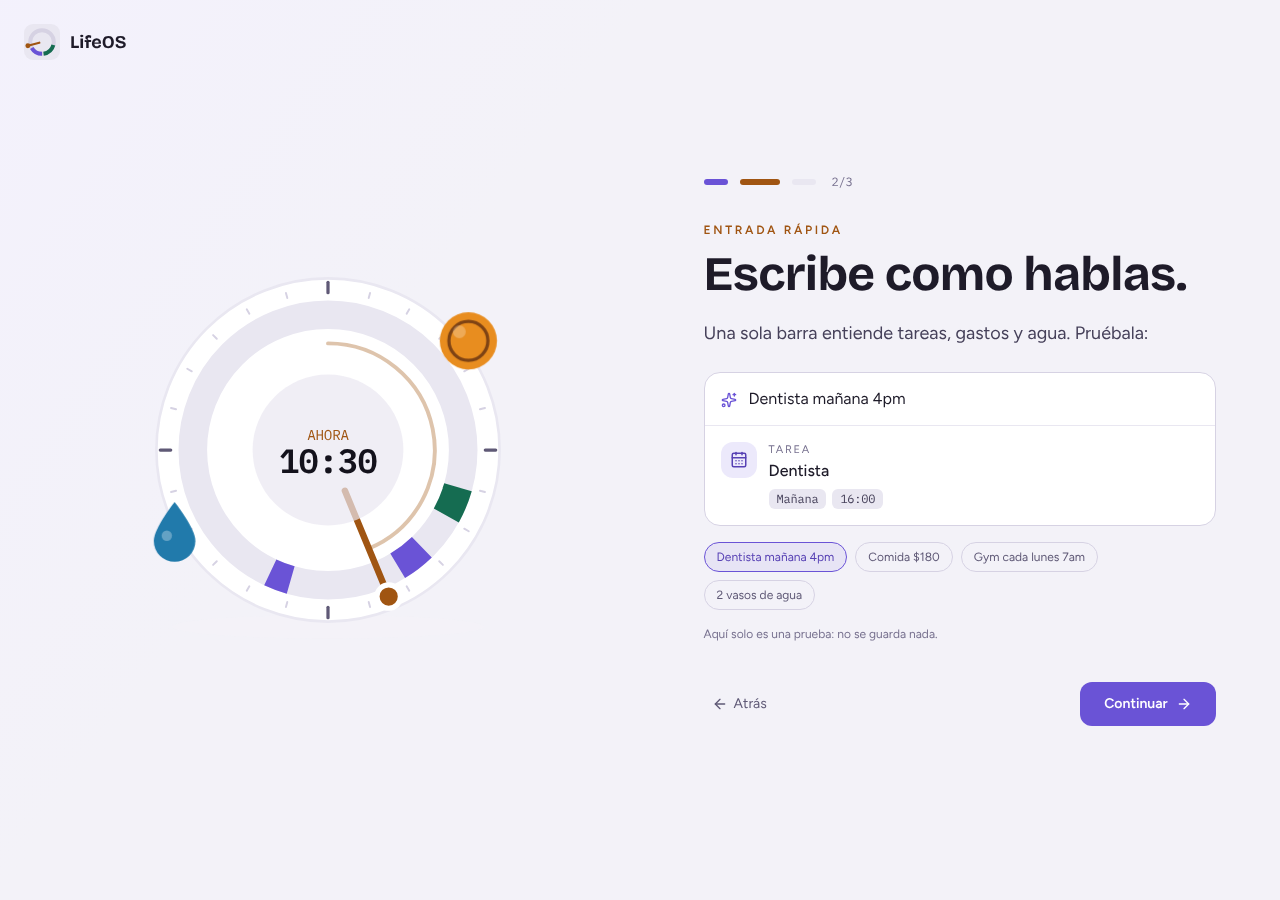 LifeOS
2/3
ENTRADA RÁPIDA
Escribe como hablas.
Una sola barra entiende tareas, gastos y agua. Pruébala:
Dentista mañana 4pm
TAREA
Dentista
Mañana 16:00
Dentista mañana 4pm
Comida $180
Gym cada lunes 7am
2 vasos de agua
Aquí solo es una prueba: no se guarda nada.
Atrás
Continuar
AHORA
10:30